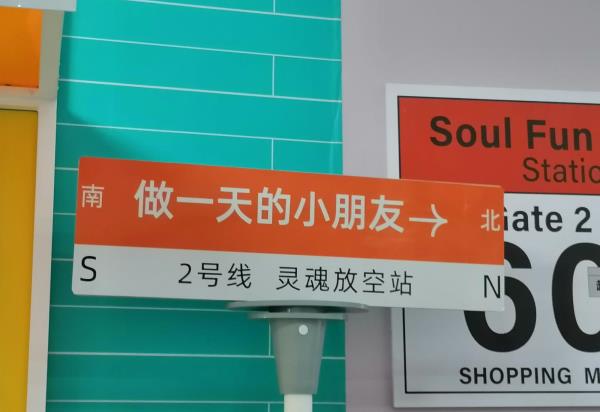 南 做一天的小朋友→ 北
S 2号线 灵魂放空站 N
Soul Fun
Gate 2
60
SHOPPING